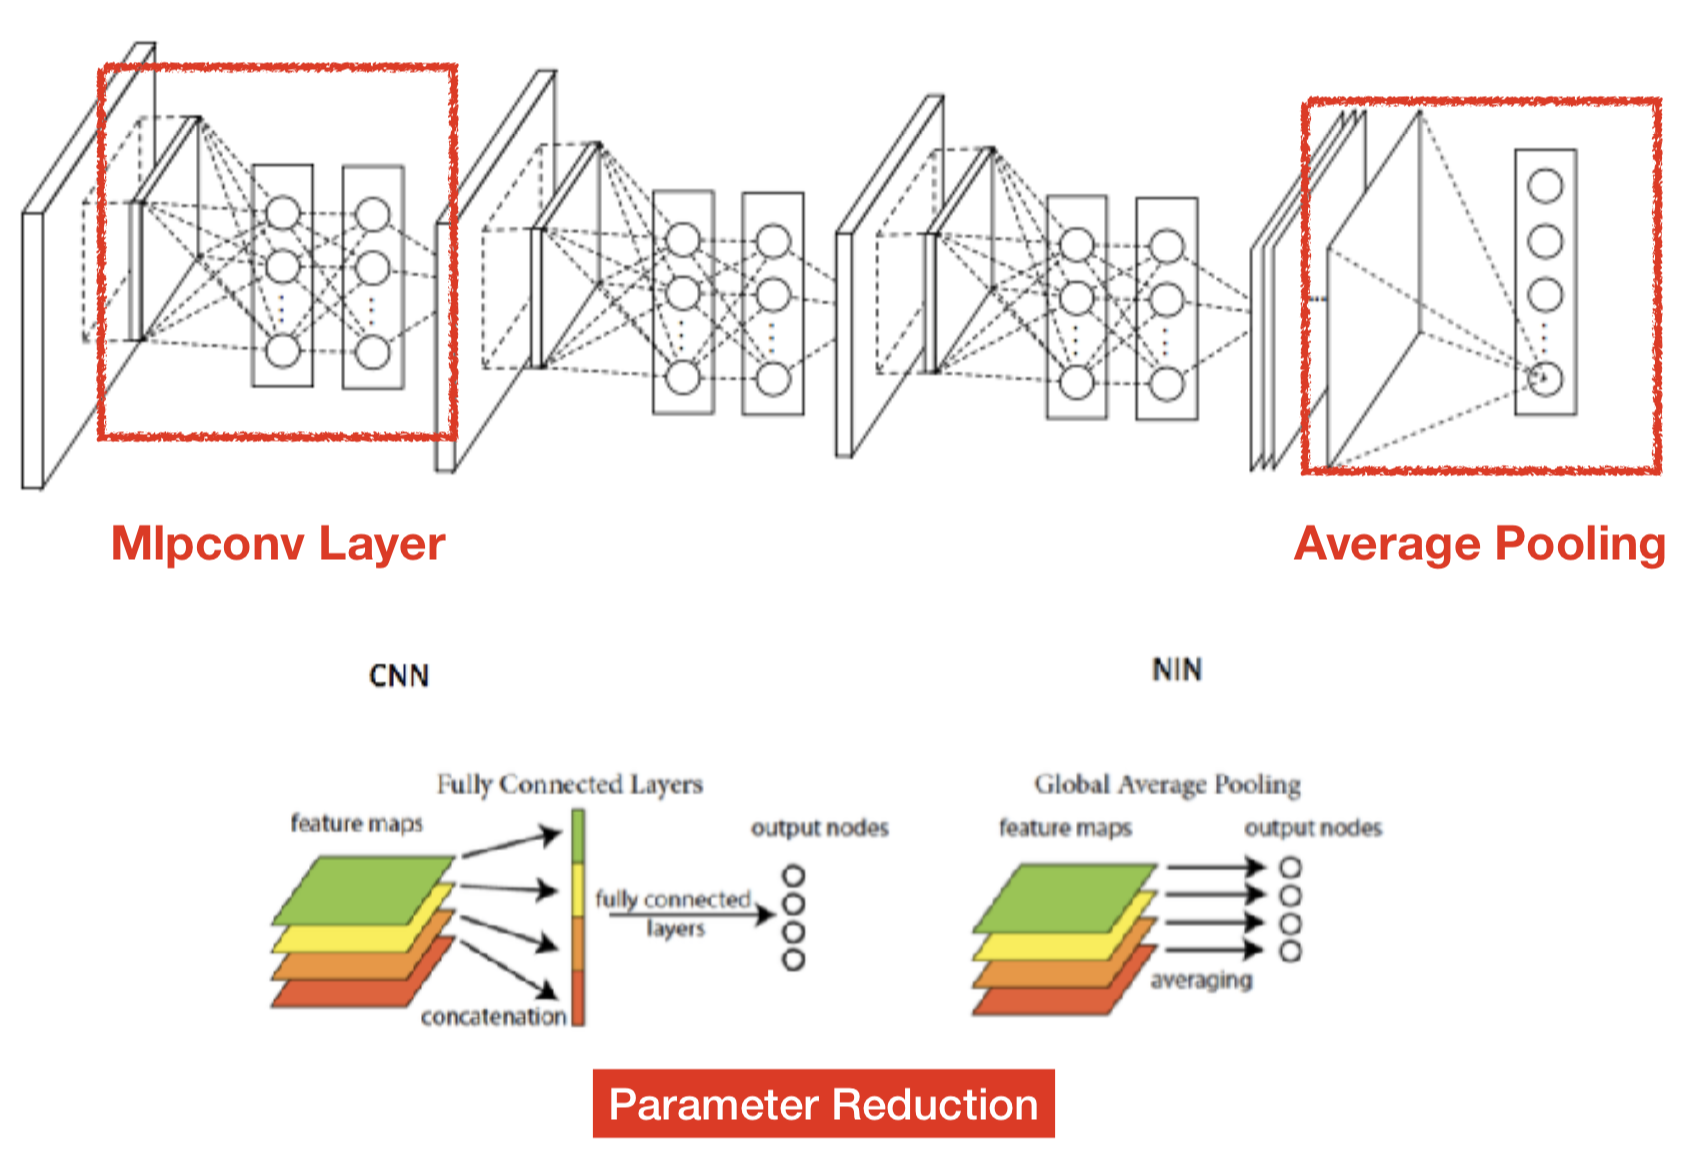 Mlpconv Layer
Average Pooling
CNN
NIN
Fully Connected Layers
feature maps
output nodes
fully connected
layers
concatenation
Global Average Pooling
feature maps
output nodes
averaging
Parameter Reduction